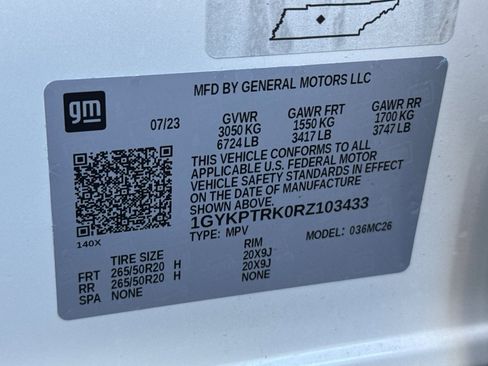 MFD BY GENERAL MOTORS LLC
gm
07/23
GVWR GAWR FRT GAWR RR
3050 KG 1550 KG 1700 KG
6724 LB 3417 LB 3747 LB
THIS VEHICLE CONFORMS TO ALL
APPLICABLE U.S. FEDERAL MOTOR
VEHICLE SAFETY STANDARDS IN EFFECT
ON THE DATE OF MANUFACTURE SHOWN ABOVE.
1GYKPTRK0RZ103433
TYPE: MPV MODEL: 036MC26
140X
TIRE SIZE RIM
FRT 265/50R20 H 20X9J
RR 265/50R20 H 20X9J
SPA NONE NONE